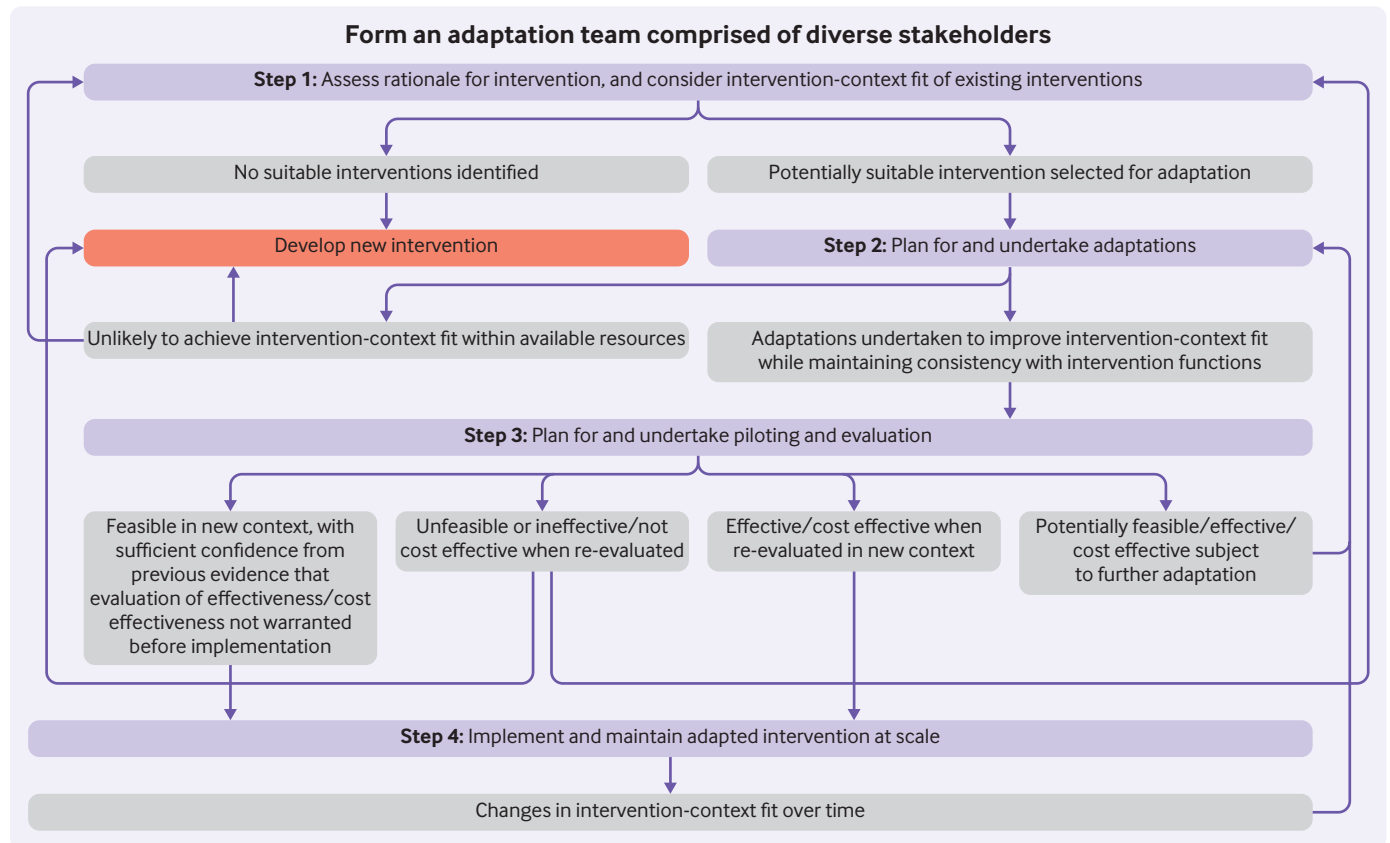 Form an adaptation team comprised of diverse stakeholders
Step 1: Assess rationale for intervention, and consider intervention-context fit of existing interventions
No suitable interventions identified
Potentially suitable intervention selected for adaptation
Develop new intervention
Step 2: Plan for and undertake adaptations
Unlikely to achieve intervention-context fit within available resources
Adaptations undertaken to improve intervention-context fit
while maintaining consistency with intervention functions
Step 3: Plan for and undertake piloting and evaluation
Feasible in new context, with
sufficient confidence from
previous evidence that
evaluation of effectiveness/cost
effectiveness not warranted
before implementation
Unfeasible or ineffective/not
cost effective when re-evaluated
Effective/cost effective when
re-evaluated in new context
Potentially feasible/effective/
cost effective subject
to further adaptation
Step 4: Implement and maintain adapted intervention at scale
Changes in intervention-context fit over time